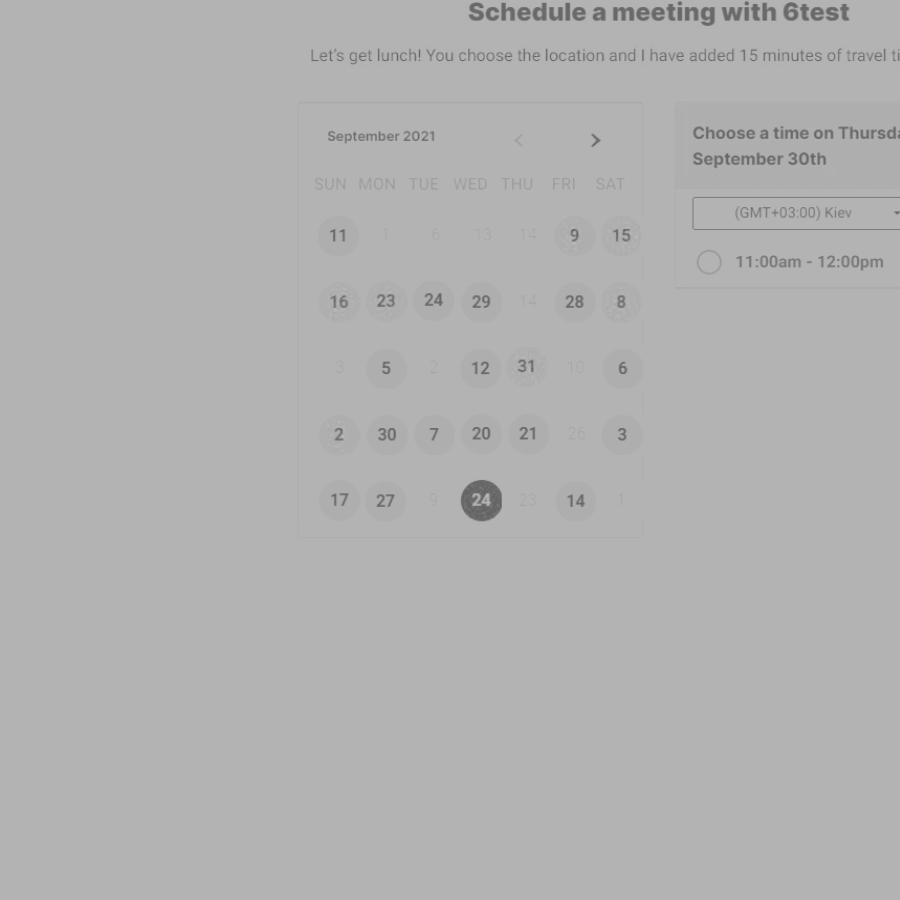 Schedule a meeting with 6test
Let's get lunch! You choose the location and I have added 15 minutes of travel
September 2021
SUN MON TUE WED THU FRI SAT
11 1 6 13 14 9 15
16 23 24 29 14 28 8
3 5 2 12 31 10 6
2 30 7 20 21 26 3
17 27 9 24 23 14 1
Choose a time on
September 30th
(GMT+03:00) Kiev
11:00am - 12:00pm